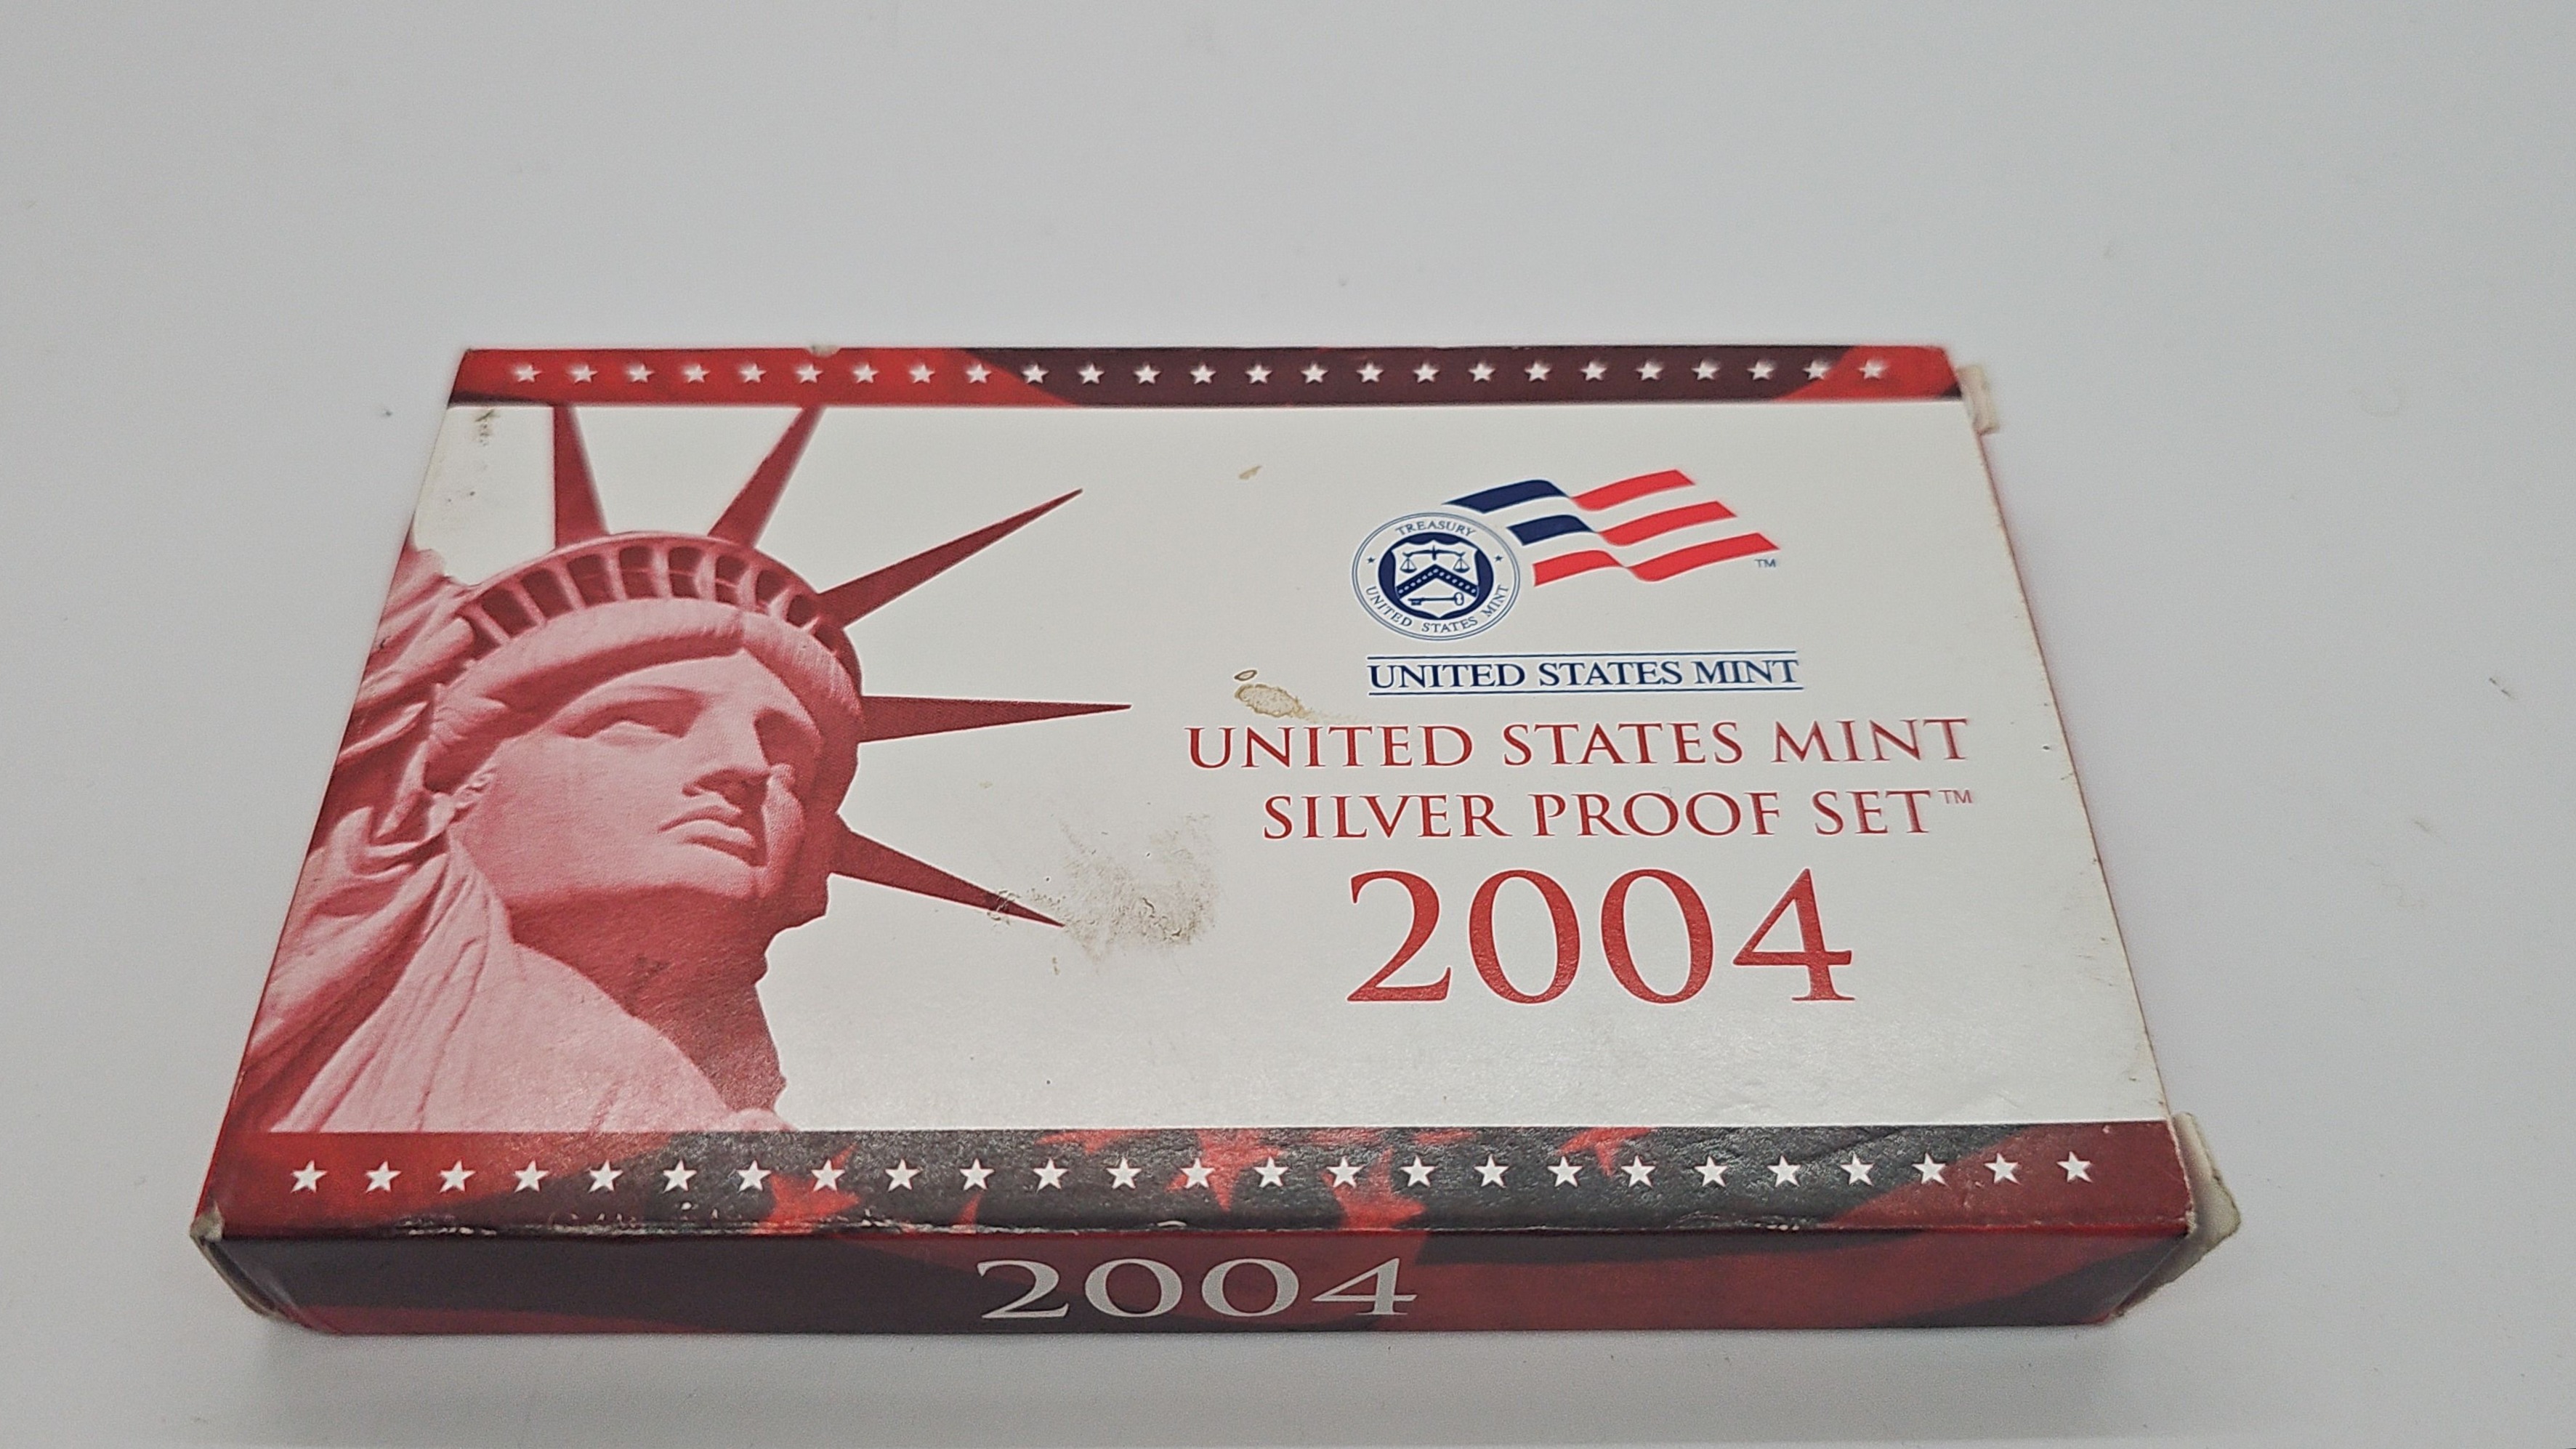 TREASURY
UNITED STATES MINT
TM
UNITED STATES MINT
UNITED STATES MINT
SILVER PROOF SET™
2004
2004